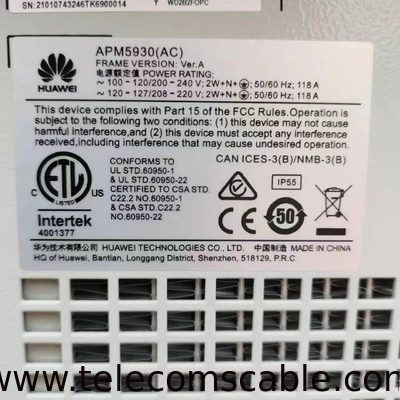 SN: 21010743246TK6900014 Y WD2B2FOPC
HUAWEI
APM5930(AC)
FRAME VERSION: Ver.A
电源额定值 POWER RATING:
~ 100-120/200-240 V; 2W+N+⏚; 50/60 Hz; 118 A
~ 120-127/208-220 V; 2W+N+⏚; 50/60 Hz; 118 A
This device complies with Part 15 of the FCC Rules.Operation is
subject to the following two conditions: (1) this device may not cause
harmful interference,and (2) this device must accept any interference
received,including interference that may cause undesired operation.
ETL
C US
LISTED
Intertek
4001377
CONFORMS TO
UL STD.60950-1
& UL STD.60950-22
CERTIFIED TO CSA STD.
C22.2 NO.60950-1
& CSA STD.C22.2
NO.60950-22
CAN ICES-3(B)/NMB-3(B)
IP55
50
华为技术有限公司 HUAWEI TECHNOLOGIES CO., LTD. 中国制造 MADE IN CHINA
HQ of Huawei, Bantian, Longgang District, Shenzhen, 518129, P.R.C
www.telecomscable.com